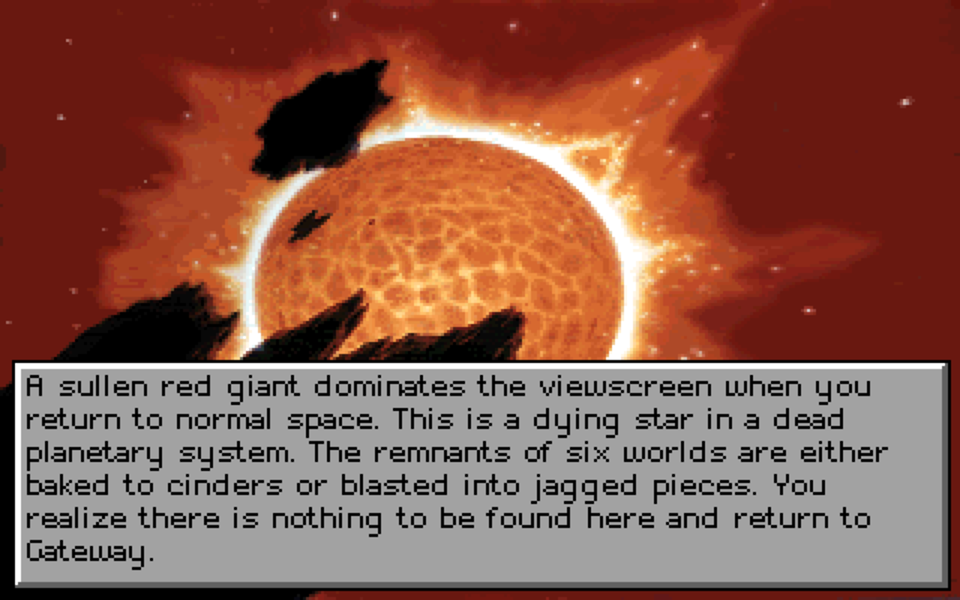 A sullen red giant dominates the viewscreen when you
return to normal space. This is a dying star in a dead
planetary system. The remnants of six worlds are either
baked to cinders or blasted into jagged pieces. You
realize there is nothing to be found here and return to
Gateway.